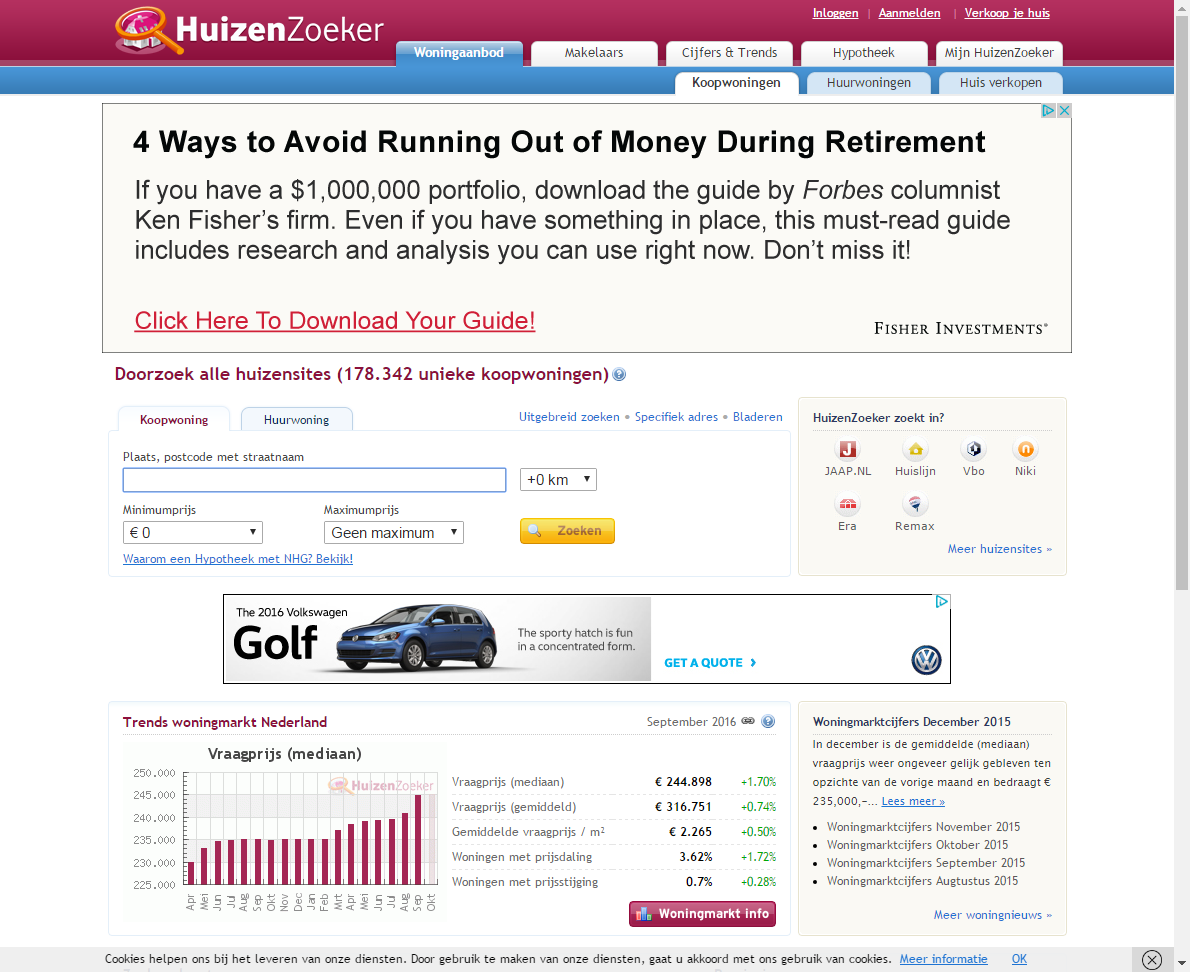 Inloggen | Aanmelden | Verkoop je huis
HuizenZoeker
Woningaanbod Makelaars Cijfers & Trends Hypotheek Mijn HuizenZoeker
Koopwoningen Huurwoningen Huis verkopen
4 Ways to Avoid Running Out of Money During Retirement
If you have a $1,000,000 portfolio, download the guide by Forbes columnist
Ken Fisher's firm. Even if you have something in place, this must-read guide
includes research and analysis you can use right now. Don't miss it!
Click Here To Download Your Guide!
FISHER INVESTMENTS®
Doorzoek alle huizensites (178.342 unieke koopwoningen) ?
Koopwoning Huurwoning
Uitgebreid zoeken • Specifiek adres • Bladeren
Plaats, postcode met straatnaam
+0 km
Minimumprijs Maximumprijs
€ 0 Geen maximum Zoeken
Waarom een Hypotheek met NHG? Bekijk!
HuizenZoeker zoekt in?
JAAP.NL Huislijn Vbo Niki
Era Remax
Meer huizensites »
The 2016 Volkswagen
Golf
The sporty hatch is fun
in a concentrated form.
GET A QUOTE ›
Trends woningmarkt Nederland
September 2016 ?
Vraagprijs (mediaan)
HuizenZoeker
250.000
245.000
240.000
235.000
230.000
225.000
Apr Mei Jun Jul Aug Sep Okt Nov Dec Jan Feb Mrt Apr Mei Jun Jul Aug Sep Okt
Vraagprijs (mediaan) € 244.898 +1.70%
Vraagprijs (gemiddeld) € 316.751 +0.74%
Gemiddelde vraagprijs / m² € 2.265 +0.50%
Woningen met prijsdaling 3.62% +1.72%
Woningen met prijsstijging 0.7% +0.28%
Woningmarkt info
Woningmarktcijfers December 2015
In december is de gemiddelde (mediaan)
vraagprijs weer ongeveer gelijk gebleven ten
opzichte van de vorige maand en bedraagt €
235,000,-... Lees meer »
• Woningmarktcijfers November 2015
• Woningmarktcijfers Oktober 2015
• Woningmarktcijfers September 2015
• Woningmarktcijfers Augtustus 2015
Meer woningnieuws »
Cookies helpen ons bij het leveren van onze diensten. Door gebruik te maken van onze diensten, gaat u akkoord met ons gebruik van cookies. Meer informatie OK